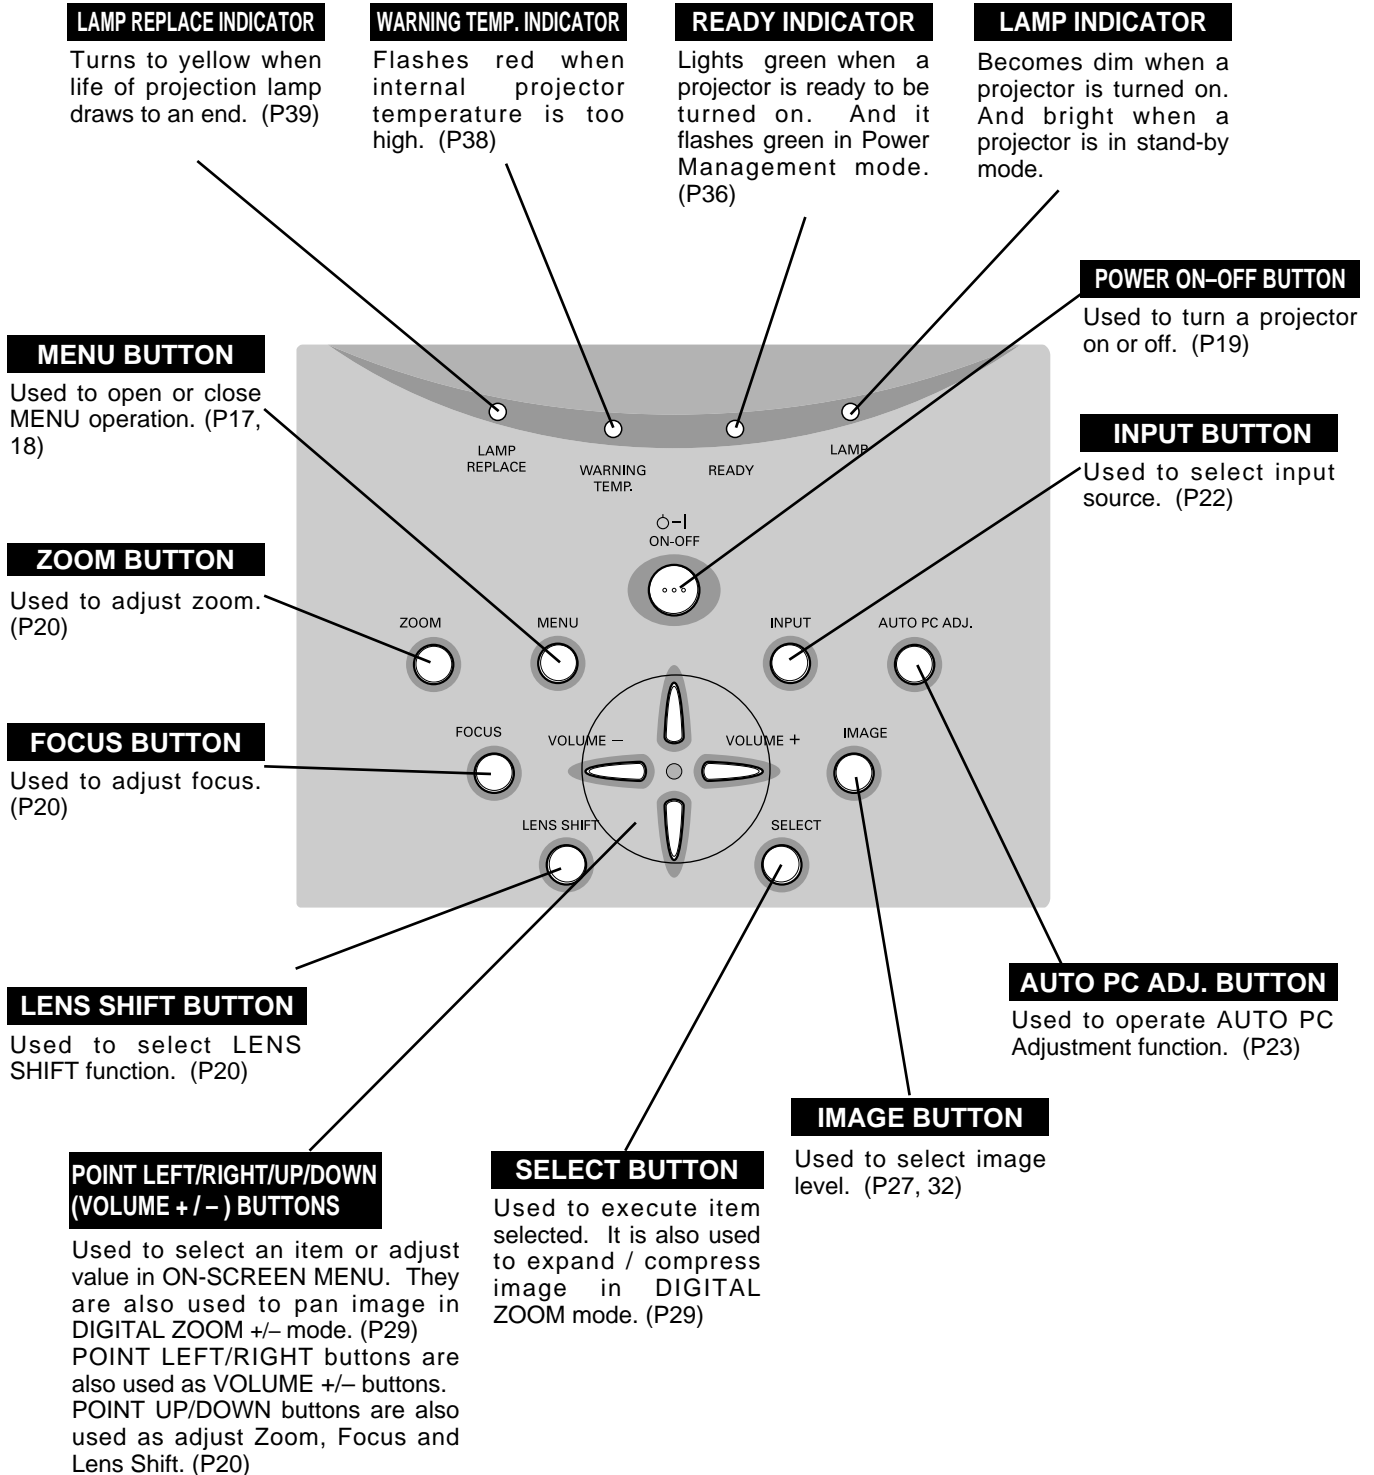 LAMP REPLACE INDICATOR
Turns to yellow when
life of projection lamp
draws to an end. (P39)
WARNING TEMP. INDICATOR
Flashes red when
internal projector
temperature is too
high. (P38)
READY INDICATOR
Lights green when a
projector is ready to be
turned on. And it
flashes green in Power
Management mode.
(P36)
LAMP INDICATOR
Becomes dim when a
projector is turned on.
And bright when a
projector is in stand-by
mode.
POWER ON–OFF BUTTON
Used to turn a projector
on or off. (P19)
MENU BUTTON
Used to open or close
MENU operation. (P17,
18)
INPUT BUTTON
Used to select input
source. (P22)
ZOOM BUTTON
Used to adjust zoom.
(P20)
FOCUS BUTTON
Used to adjust focus.
(P20)
LAMP
REPLACE
WARNING
TEMP.
READY
LAMP
ON-OFF
ZOOM
MENU
INPUT
AUTO PC ADJ.
FOCUS
VOLUME –
VOLUME +
IMAGE
LENS SHIFT
SELECT
LENS SHIFT BUTTON
Used to select LENS
SHIFT function. (P20)
AUTO PC ADJ. BUTTON
Used to operate AUTO PC
Adjustment function. (P23)
IMAGE BUTTON
Used to select image
level. (P27, 32)
SELECT BUTTON
Used to execute item
selected. It is also used
to expand / compress
image in DIGITAL
ZOOM mode. (P29)
POINT LEFT/RIGHT/UP/DOWN
(VOLUME + / – ) BUTTONS
Used to select an item or adjust
value in ON-SCREEN MENU. They
are also used to pan image in
DIGITAL ZOOM +/– mode. (P29)
POINT LEFT/RIGHT buttons are
also used as VOLUME +/– buttons.
POINT UP/DOWN buttons are also
used as adjust Zoom, Focus and
Lens Shift. (P20)